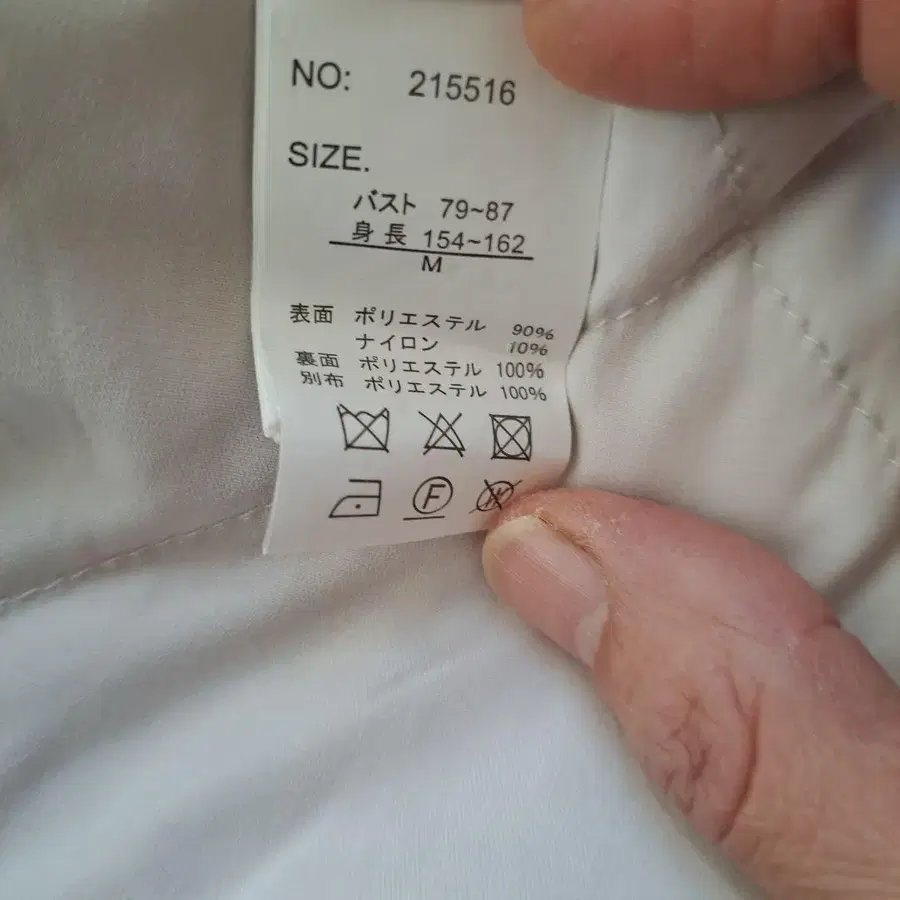 NO: 215516
SIZE.
バスト 79~87
身長 154~162
M
表面 ポリエステル 90%
ナイロン 10%
裏面 ポリエステル 100%
別布 ポリエステル 100%
F W